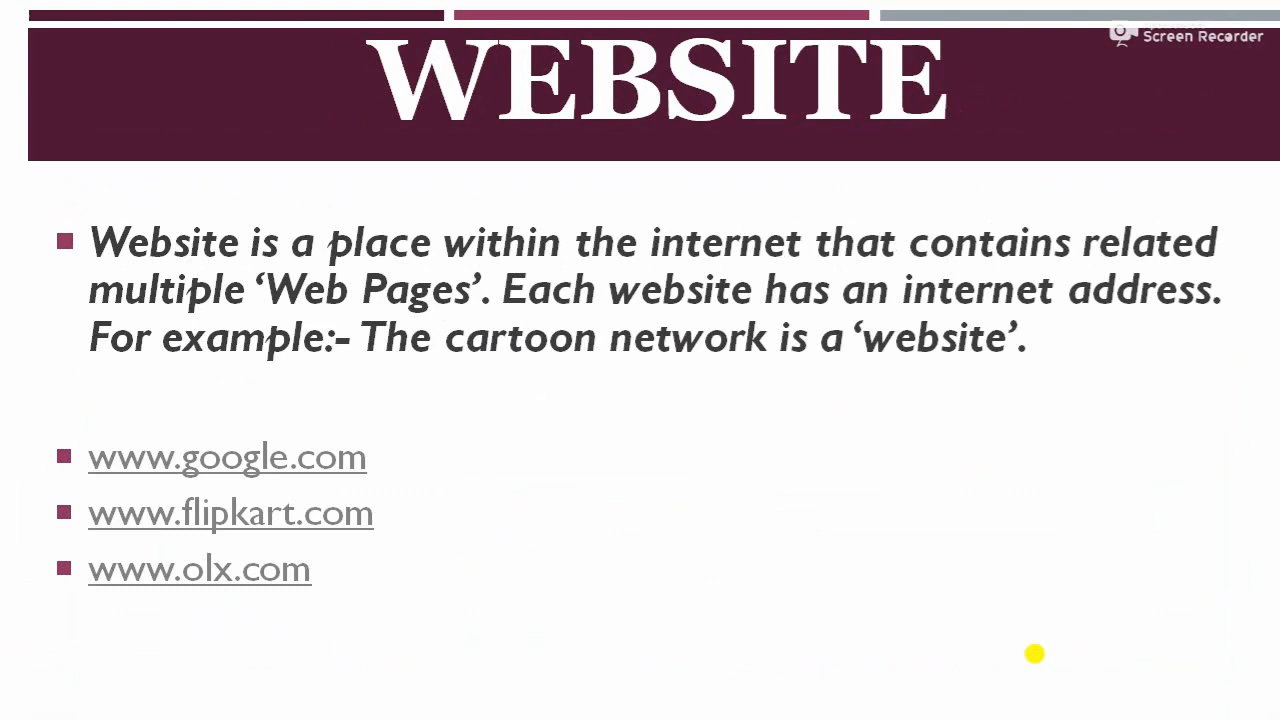 Screen Recorder
WEBSITE
Website is a place within the internet that contains related
multiple ‘Web Pages’. Each website has an internet address.
For example:- The cartoon network is a ‘website’.
www.google.com
www.flipkart.com
www.olx.com